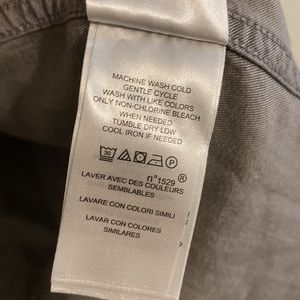 MACHINE WASH COLD
GENTLE CYCLE
WASH WITH LIKE COLORS
ONLY NON-CHLORINE BLEACH
WHEN NEEDED
TUMBLE DRY LOW
COOL IRON IF NEEDED
30 P
n°1529 ®
LAVER AVEC DES COULEURS
SEMBLABLES
LAVARE CON COLORI SIMILI
LAVAR CON COLORES
SIMILARES